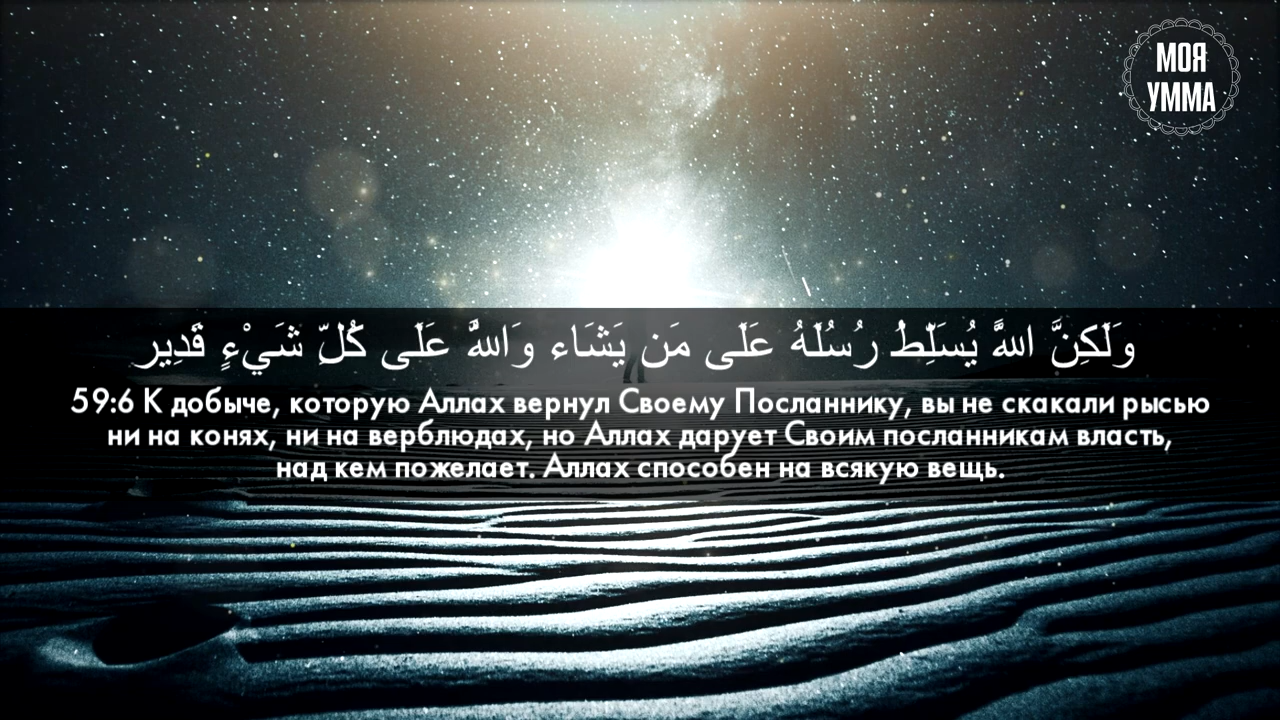 МОЯ
УММА
وَلَكِنَّ اللهَّ يُسَلِّطُ رُسُلَهُ عَلَى مَن يَشَاء وَاللهَُّ عَلَى كُلِّ شَيْءٍ قَدِير
59:6 К добыче, которую Аллах вернул Своему Посланнику, вы не скакали рысью
ни на конях, ни на верблюдах, но Аллах дарует Своим посланникам власть,
над кем пожелает. Аллах способен на всякую вещь.